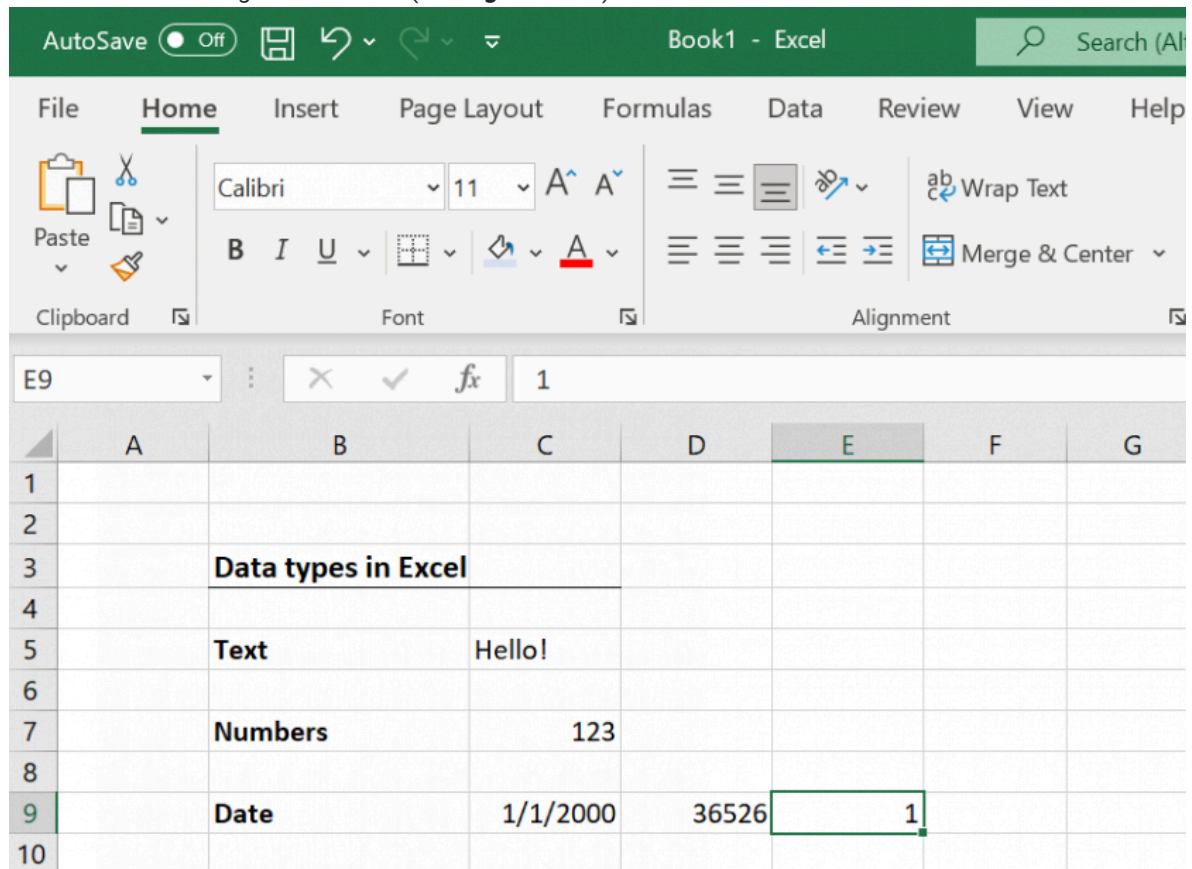 AutoSave Off Book1 - Excel Search (Alt
File Home Insert Page Layout Formulas Data Review View Help
Calibri 11 A A ab Wrap Text
Paste B I U A Merge & Center
Clipboard Font Alignment
E9 fx 1
A B C D E F G
1
2
3 Data types in Excel
4
5 Text Hello!
6
7 Numbers 123
8
9 Date 1/1/2000 36526 1
10